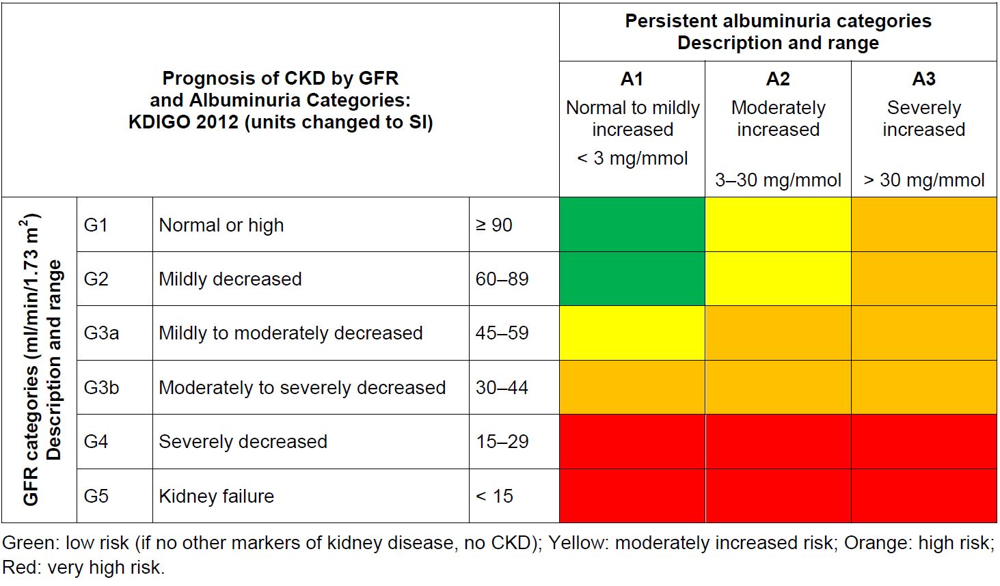 Prognosis of CKD by GFR
and Albuminuria Categories:
KDIGO 2012 (units changed to SI)
Persistent albuminuria categories
Description and range
A1
Normal to mildly
increased
< 3 mg/mmol
A2
Moderately
increased
3–30 mg/mmol
A3
Severely
increased
> 30 mg/mmol
GFR categories (ml/min/1.73 m²)
Description and range
G1 Normal or high ≥ 90
G2 Mildly decreased 60–89
G3a Mildly to moderately decreased 45–59
G3b Moderately to severely decreased 30–44
G4 Severely decreased 15–29
G5 Kidney failure < 15
Green: low risk (if no other markers of kidney disease, no CKD); Yellow: moderately increased risk; Orange: high risk;
Red: very high risk.